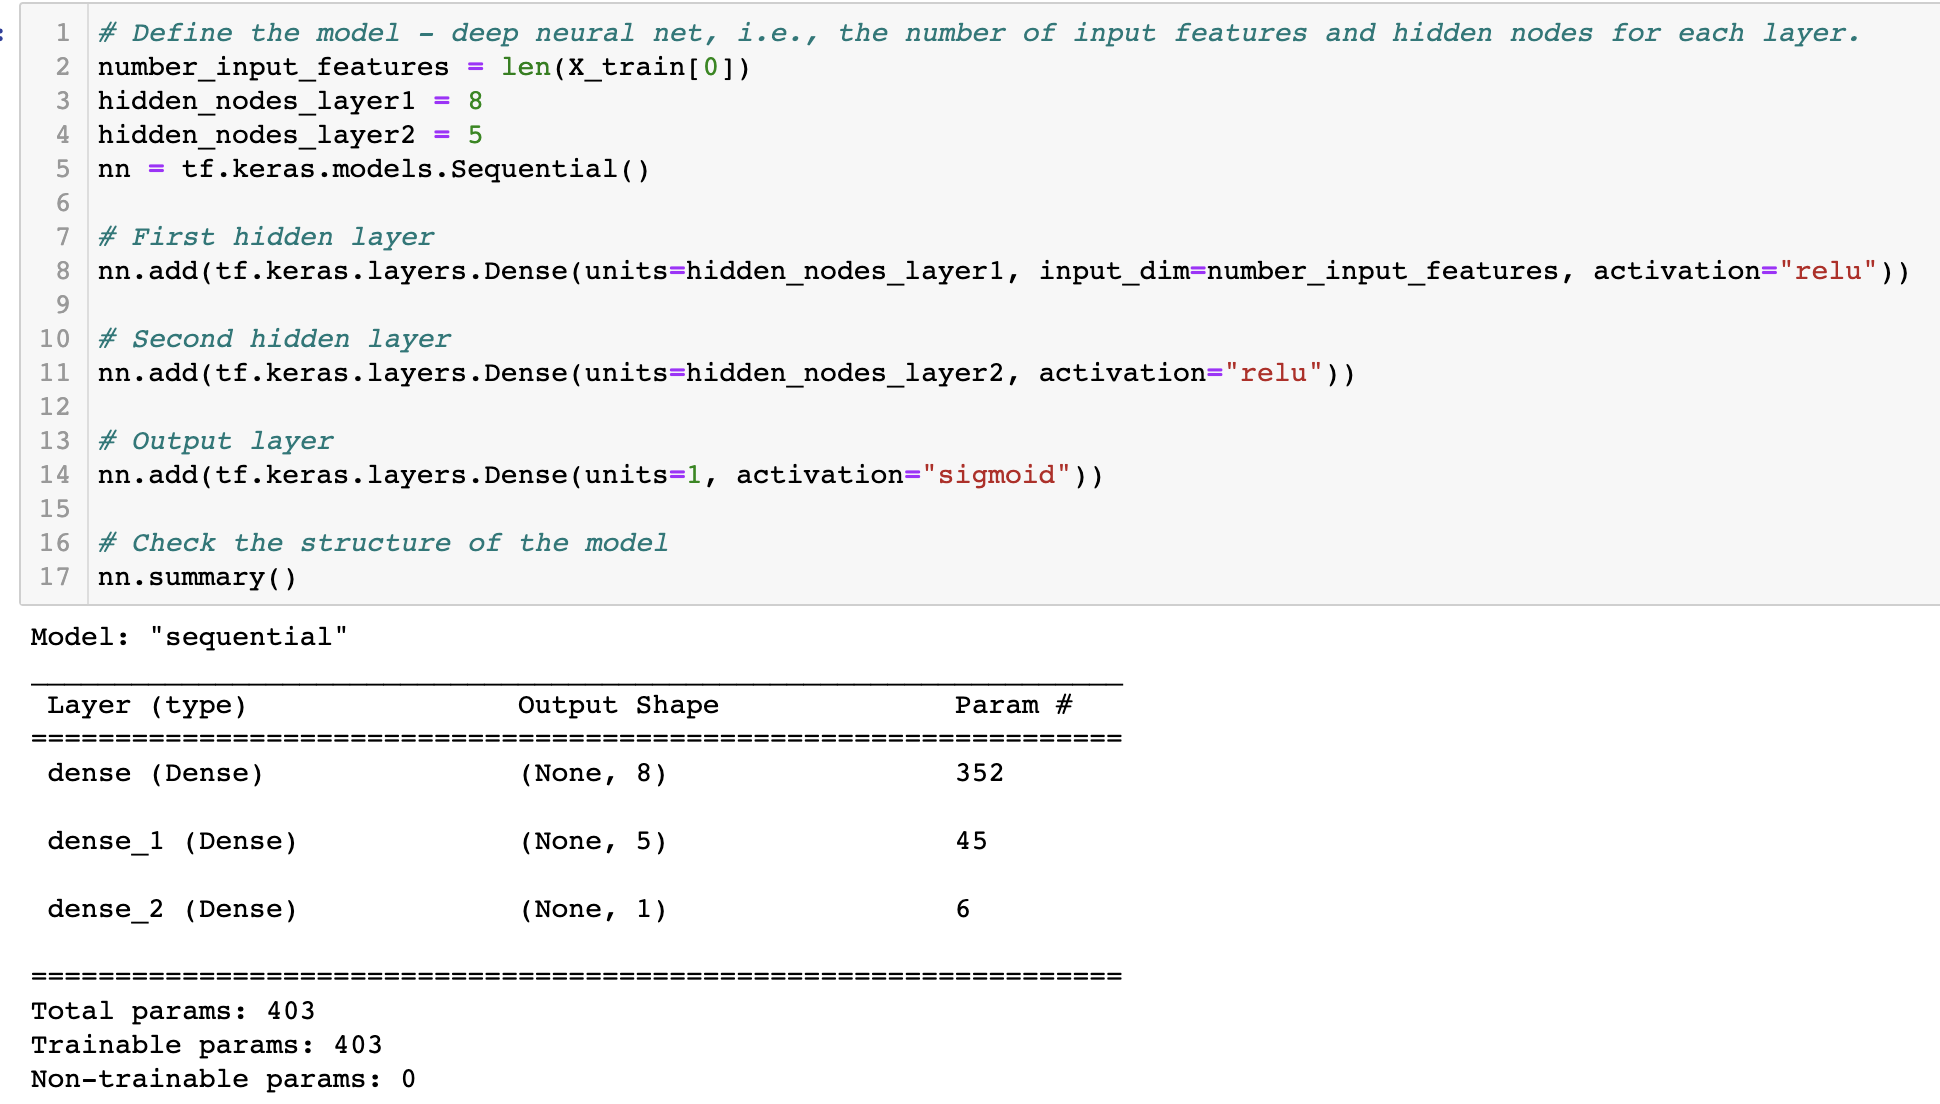 1 # Define the model - deep neural net, i.e., the number of input features and hidden nodes for each layer.
2 number_input_features = len(X_train[0])
3 hidden_nodes_layer1 = 8
4 hidden_nodes_layer2 = 5
5 nn = tf.keras.models.Sequential()
6
7 # First hidden layer
8 nn.add(tf.keras.layers.Dense(units=hidden_nodes_layer1, input_dim=number_input_features, activation="relu"))
9
10 # Second hidden layer
11 nn.add(tf.keras.layers.Dense(units=hidden_nodes_layer2, activation="relu"))
12
13 # Output layer
14 nn.add(tf.keras.layers.Dense(units=1, activation="sigmoid"))
15
16 # Check the structure of the model
17 nn.summary()
Model: "sequential"
_________________________________________________________________
Layer (type) Output Shape Param #
=================================================================
dense (Dense) (None, 8) 352
dense_1 (Dense) (None, 5) 45
dense_2 (Dense) (None, 1) 6
=================================================================
Total params: 403
Trainable params: 403
Non-trainable params: 0